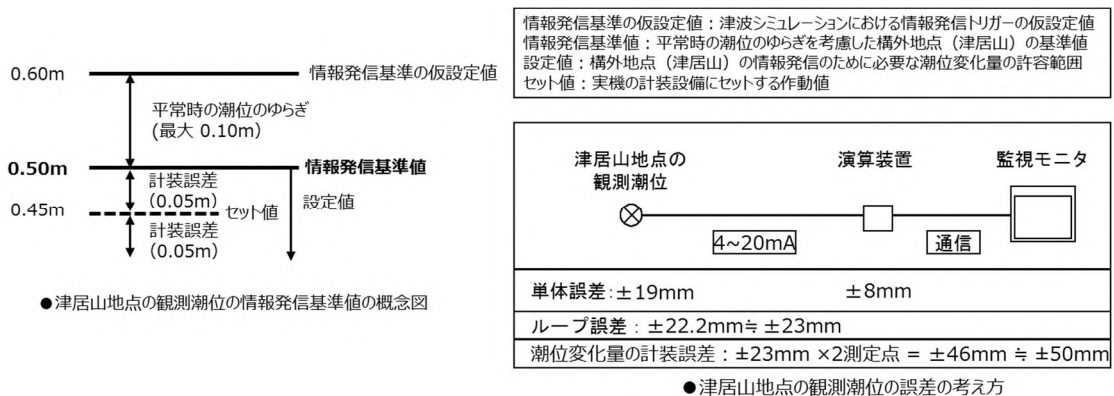 0.60m
情報発信基準の仮設定値
平常時の潮位のゆらぎ
(最大 0.10m)
0.50m
情報発信基準値
計装誤差
(0.05m)
設定値
0.45m
セット値
計装誤差
(0.05m)
●津居山地点の観測潮位の情報発信基準値の概念図
情報発信基準の仮設定値：津波シミュレーションにおける情報発信トリガーの仮設定値
情報発信基準値：平常時の潮位のゆらぎを考慮した構外地点（津居山）の基準値
設定値：構外地点（津居山）の情報発信のために必要な潮位変化量の許容範囲
セット値：実機の計装設備にセットする作動値
津居山地点の
観測潮位
演算装置
監視モニタ
4~20mA
通信
単体誤差：±19mm ±8mm
ループ誤差：±22.2mm≒ ±23mm
潮位変化量の計装誤差：±23mm ×2測定点 = ±46mm ≒ ±50mm
●津居山地点の観測潮位の誤差の考え方